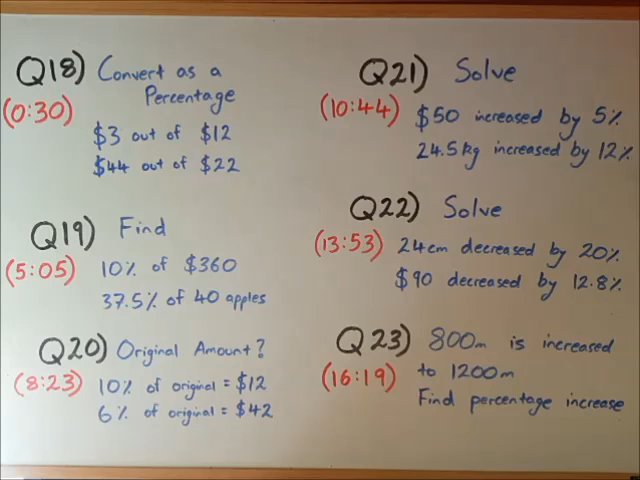 Q18) Convert as a
Percentage
(0:30)
$3 out of $12
$44 out of $22
Q19) Find
(5:05)
10% of $360
37.5% of 40 apples
Q20) Original Amount?
(8:23)
10% of original = $12
6% of original = $42
Q21) Solve
(10:44)
$50 increased by 5%
24.5kg increased by 12%
Q22) Solve
(13:53)
24cm decreased by 20%
$90 decreased by 12.8%
Q23) 800m is increased
(16:19)
to 1200m
Find percentage increase